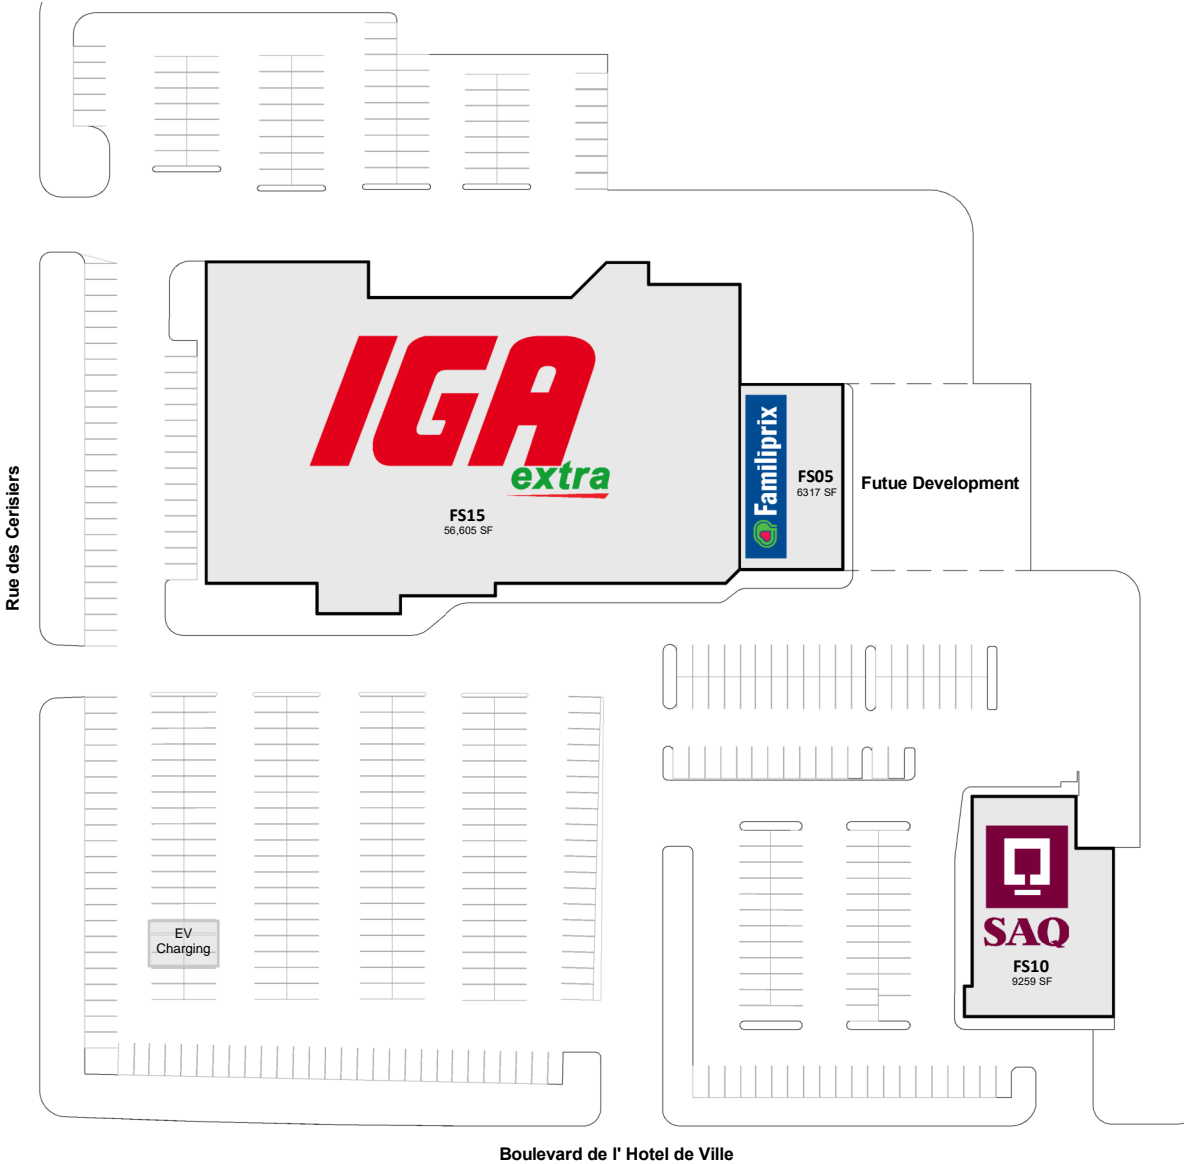 Rue des Cerisiers
IGA
extra
FS15
56,605 SF
Familiprix
FS05
6317 SF
Futue Development
EV
Charging
SAQ
FS10
9259 SF
Boulevard de l' Hotel de Ville